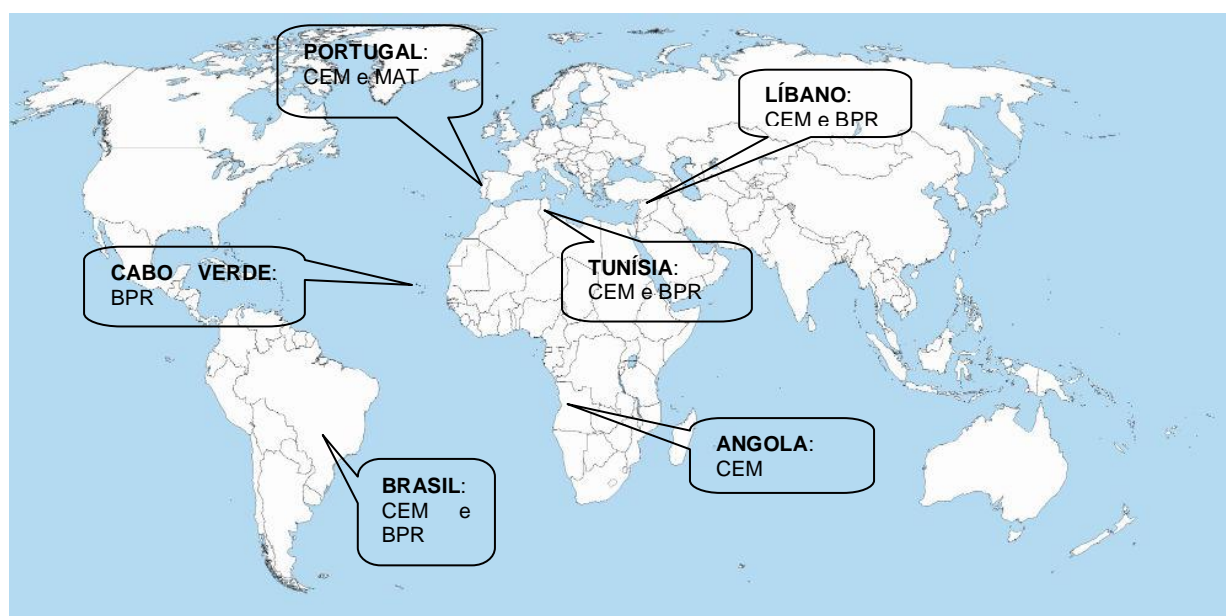 PORTUGAL:
CEM e MAT
LÍBANO:
CEM e BPR
CABO VERDE:
BPR
TUNÍSIA:
CEM e BPR
ANGOLA:
CEM
BRASIL:
CEM e
BPR